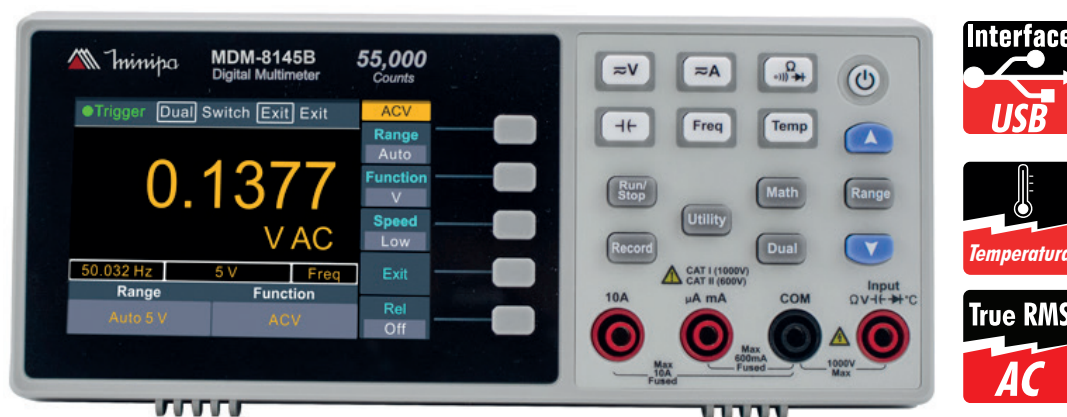 minipa
MDM-8145B
Digital Multimeter
55,000
Counts
Trigger Dual Switch Exit Exit
ACV
Range
Auto
Function
V
Speed
Low
Exit
Rel
Off
0.1377
V AC
50.032 Hz 5 V Freq
Range Function
Auto 5 V ACV
≂V ≂A Ω
Freq Temp
Run/
Stop
Math Range
Utility
Record Dual
CAT I (1000V)
CAT II (600V)
10A µA mA COM Input
ΩV⊣⊢°C
Max
10A
Fused
Max
600mA
Fused
1000V
Max
Interface
USB
Temperatura
True RMS
AC